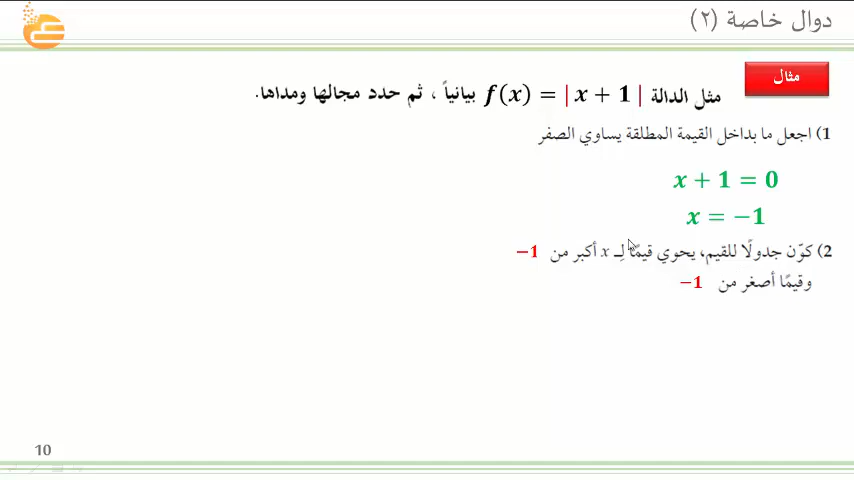 دوال خاصة (٢)
مثال
مثل الدالة f(x) = |x + 1| بيانياً ، ثم حدد مجالها ومداها.
1) اجعل ما بداخل القيمة المطلقة يساوي الصفر
x + 1 = 0
x = −1
2) كوّن جدولًا للقيم، يحوي قيمًا لِـ x أكبر من −1
وقيمًا أصغر من −1
10